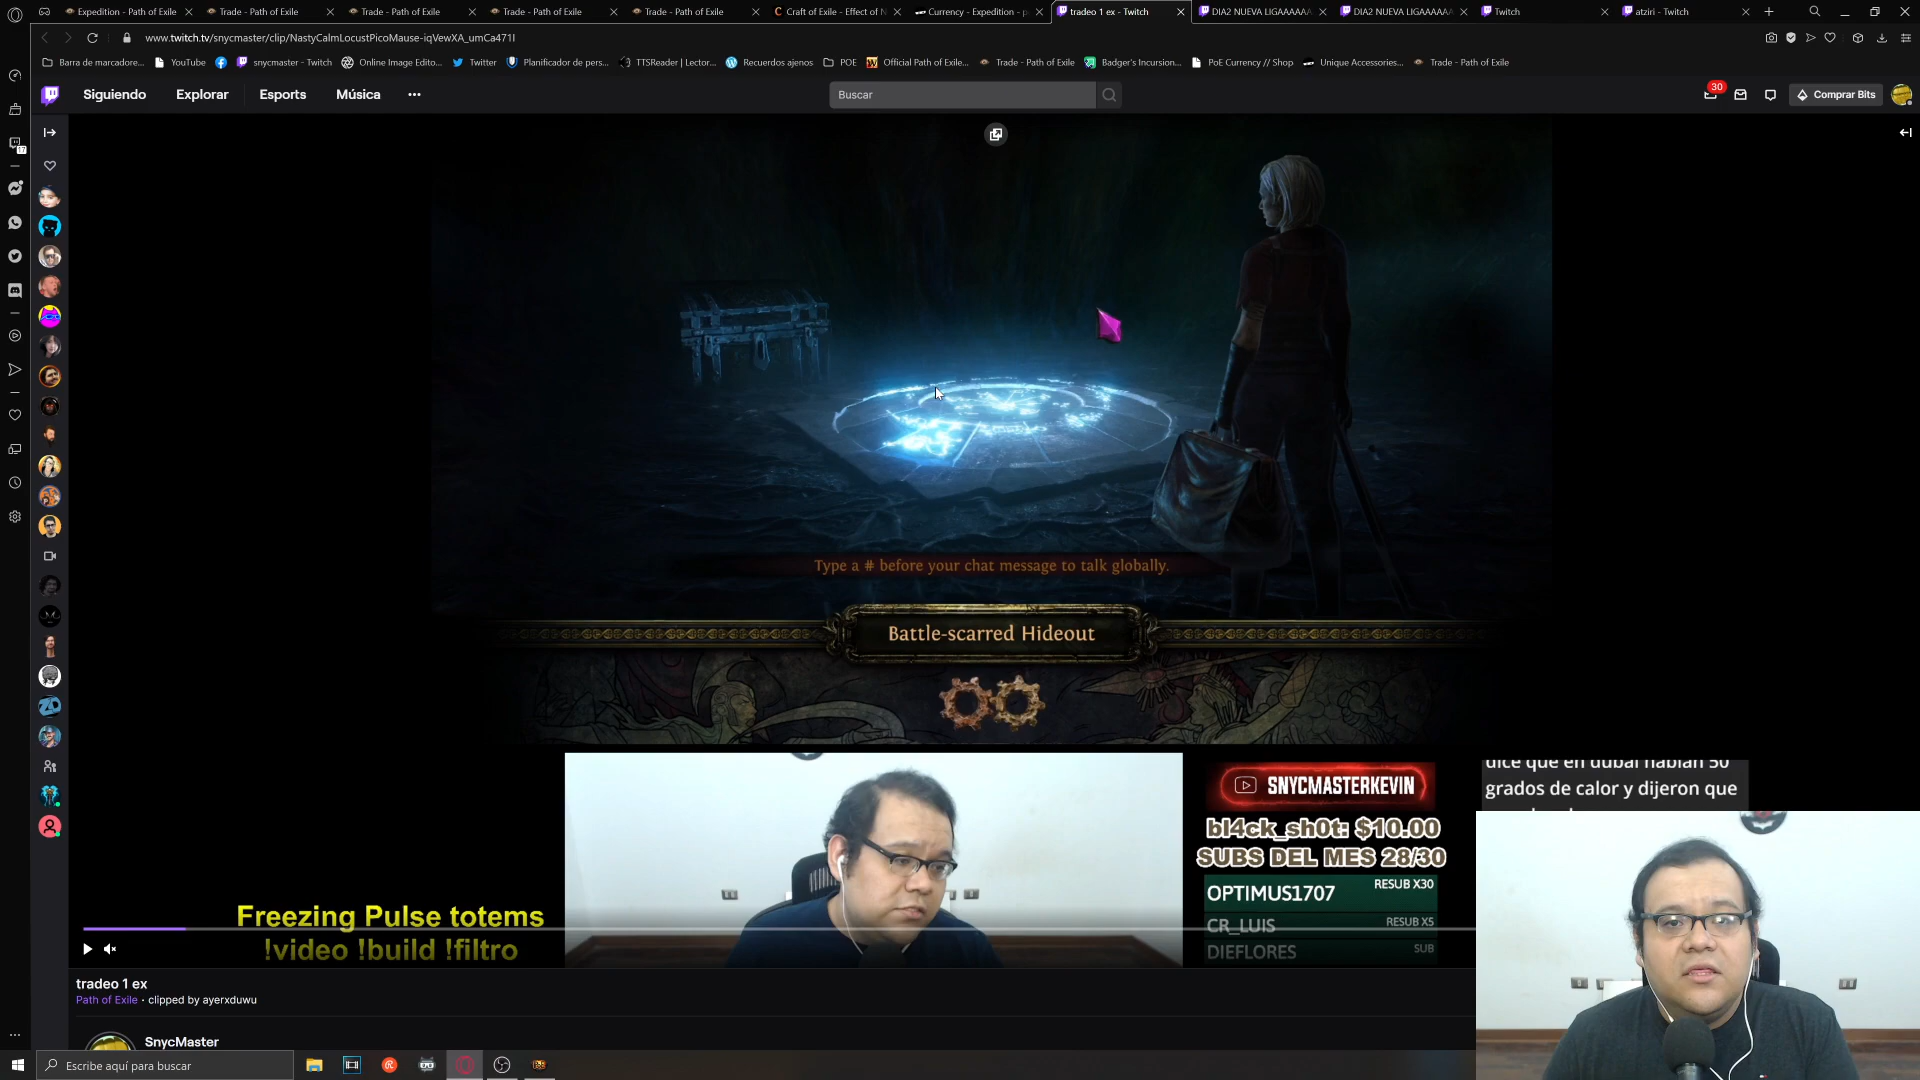 Expedition - Path of Exile
Trade - Path of Exile
Trade - Path of Exile
Trade - Path of Exile
Trade - Path of Exile
Craft of Exile - Effect of N
Currency - Expedition - p
tradeo 1 ex - Twitch
DIA2 NUEVA LIGAAAAAA
DIA2 NUEVA LIGAAAAAA
Twitch
atziri - Twitch
www.twitch.tv/snycmaster/clip/NastyCalmLocustPicoMause-iqVewXA_umCa471I
Barra de marcadore...
YouTube
snycmaster - Twitch
Online Image Edito...
Twitter
Planificador de pers...
TTSReader | Lector...
Recuerdos ajenos
POE
Official Path of Exile...
Trade - Path of Exile
Badger's Incursion...
PoE Currency // Shop
Unique Accessories...
Trade - Path of Exile
Siguiendo
Explorar
Esports
Música
Buscar
30
Comprar Bits
17
Type a # before your chat message to talk globally.
Battle-scarred Hideout
dice que en dubai habian 50
grados de calor y dijeron que
SNYCMASTERKEVIN
bl4ck_sh0t: $10.00
SUBS DEL MES 28/30
OPTIMUS1707 RESUB X30
CR_LUIS RESUB X5
DIEFLORES SUB
Freezing Pulse totems
!video !build !filtro
tradeo 1 ex
Path of Exile · clipped by ayerxduwu
SnycMaster
Escribe aquí para buscar